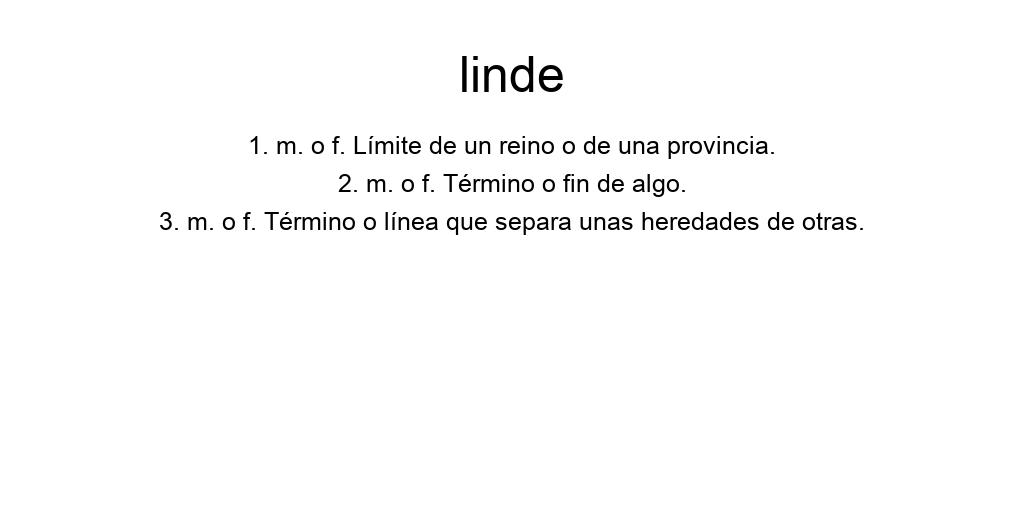 linde
1. m. o f. Límite de un reino o de una provincia.
2. m. o f. Término o fin de algo.
3. m. o f. Término o línea que separa unas heredades de otras.